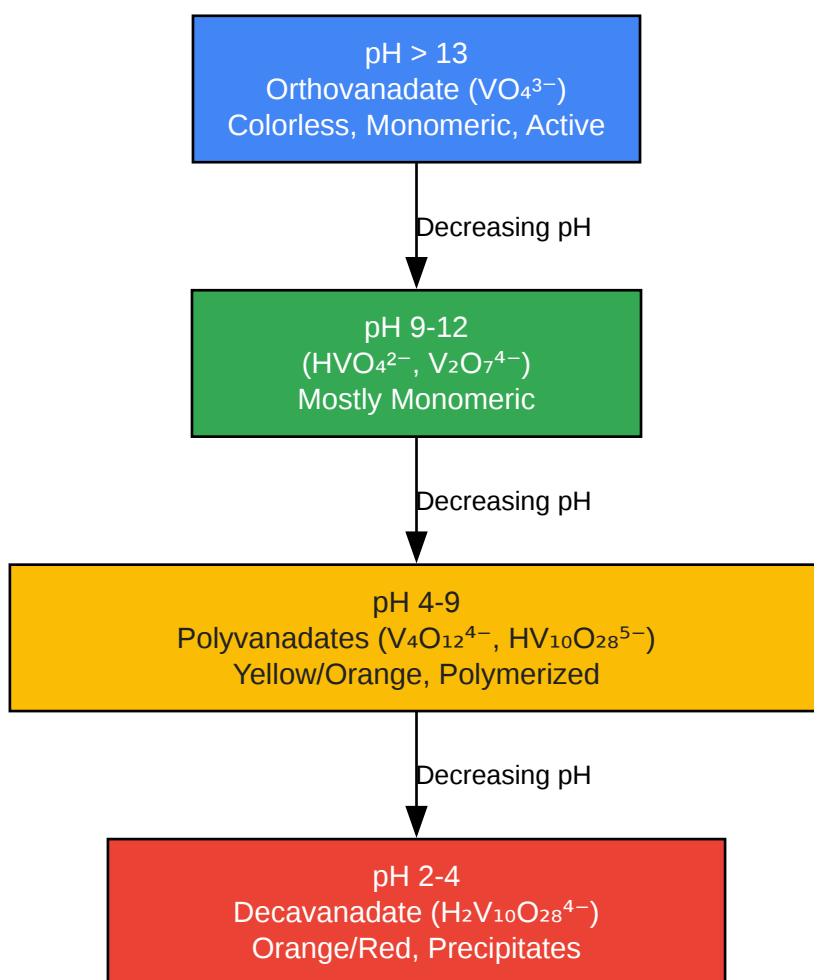 pH > 13
Orthovanadate (VO₄³⁻)
Colorless, Monomeric, Active
Decreasing pH
pH 9-12
(HVO₄²⁻, V₂O₇⁴⁻)
Mostly Monomeric
Decreasing pH
pH 4-9
Polyvanadates (V₄O₁₂⁴⁻, HV₁₀O₂₈⁵⁻)
Yellow/Orange, Polymerized
Decreasing pH
pH 2-4
Decavanadate (H₂V₁₀O₂₈⁴⁻)
Orange/Red, Precipitates